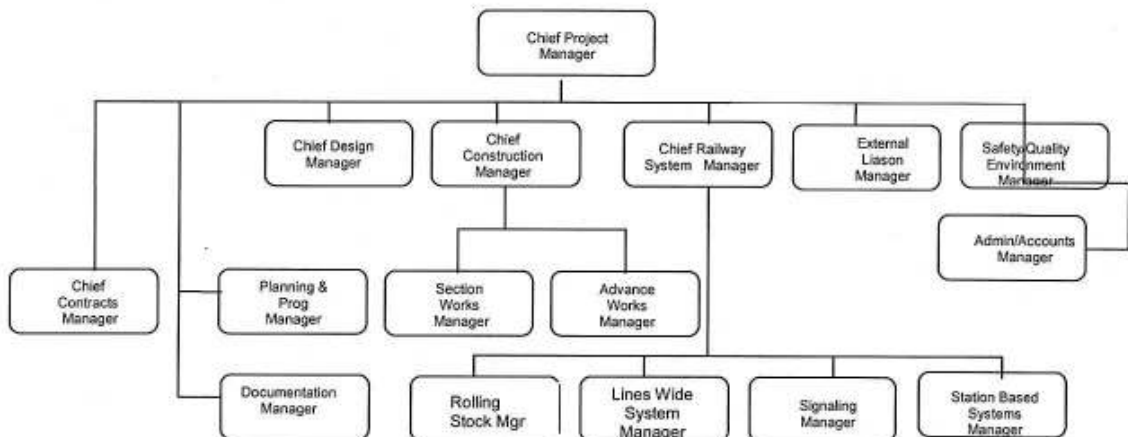 Chief Project
Manager
Chief Design
Manager
Chief
Construction
Manager
Chief Railway
System Manager
External
Liason
Manager
Safety/Quality
Environment
Manager
Admin/Accounts
Manager
Chief
Contracts
Manager
Planning &
Prog
Manager
Section
Works
Manager
Advance
Works
Manager
Documentation
Manager
Rolling
Stock Mgr
Lines Wide
System
Manager
Signaling
Manager
Station Based
Systems
Manager